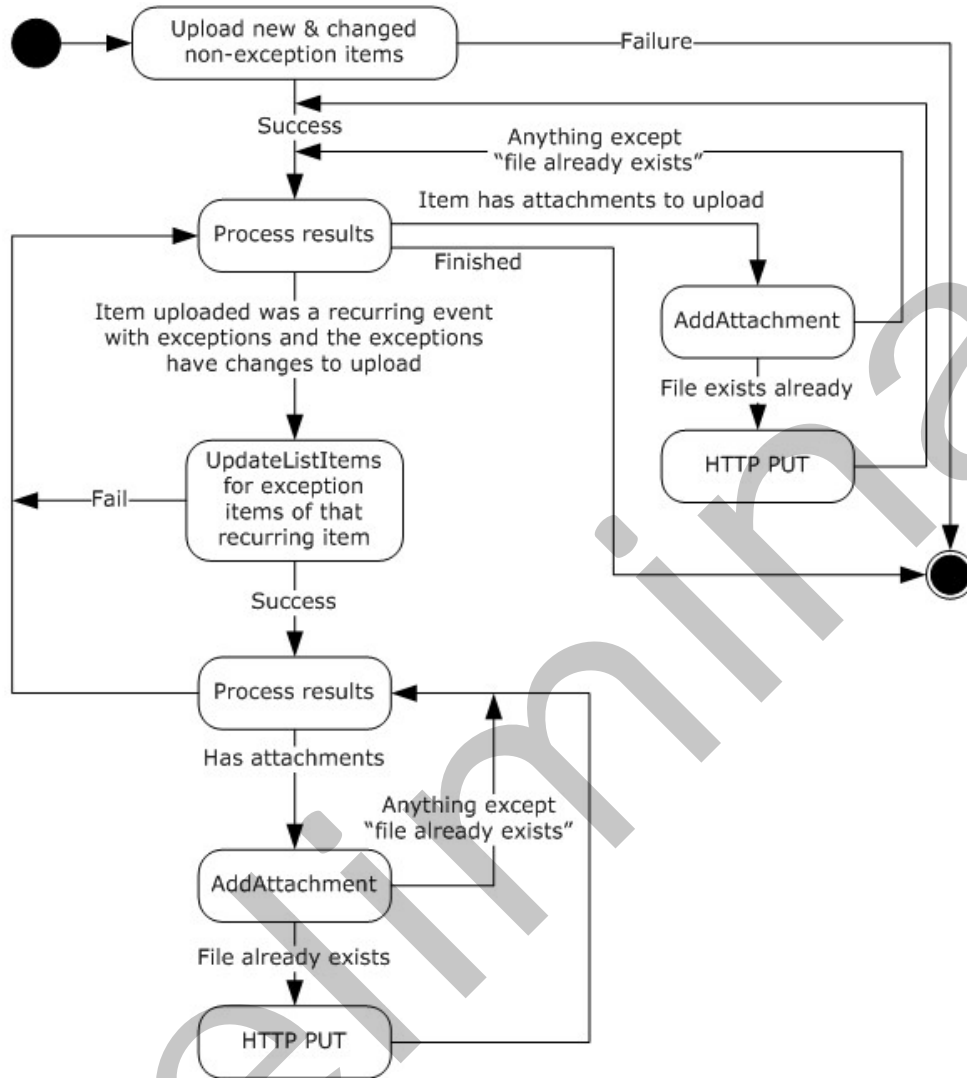 Upload new & changed
non-exception items
Failure
Success
Anything except
“file already exists”
Item has attachments to upload
Process results
Finished
Item uploaded was a recurring event
with exceptions and the exceptions
have changes to upload
AddAttachment
File exists already
HTTP PUT
UpdateListItems
for exception
items of that
recurring item
Fail
Success
Process results
Has attachments
Anything except
“file already exists”
AddAttachment
File already exists
HTTP PUT
elimina